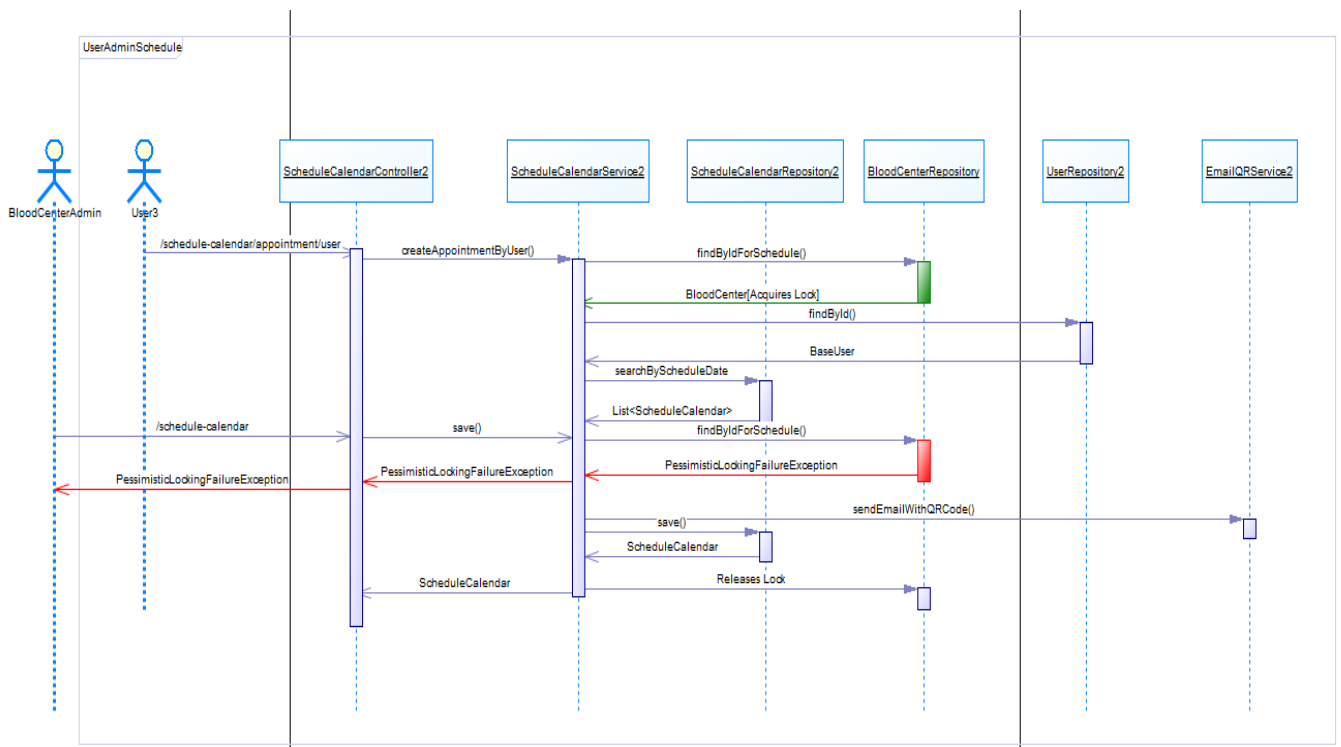 UserAdminSchedule
BloodCenterAdmin
User3
ScheduleCalendarController2
ScheduleCalendarService2
ScheduleCalendarRepository2
BloodCenterRepository
UserRepository2
EmailQRService2
/schedule-calendar/appointment/user
createAppointmentByUser()
findByIdForSchedule()
BloodCenter[Acquires Lock]
findById()
BaseUser
searchByScheduleDate
List<ScheduleCalendar>
/schedule-calendar
save()
findByIdForSchedule()
PessimisticLockingFailureException
PessimisticLockingFailureException
PessimisticLockingFailureException
sendEmailWithQRCode()
save()
ScheduleCalendar
ScheduleCalendar
Releases Lock